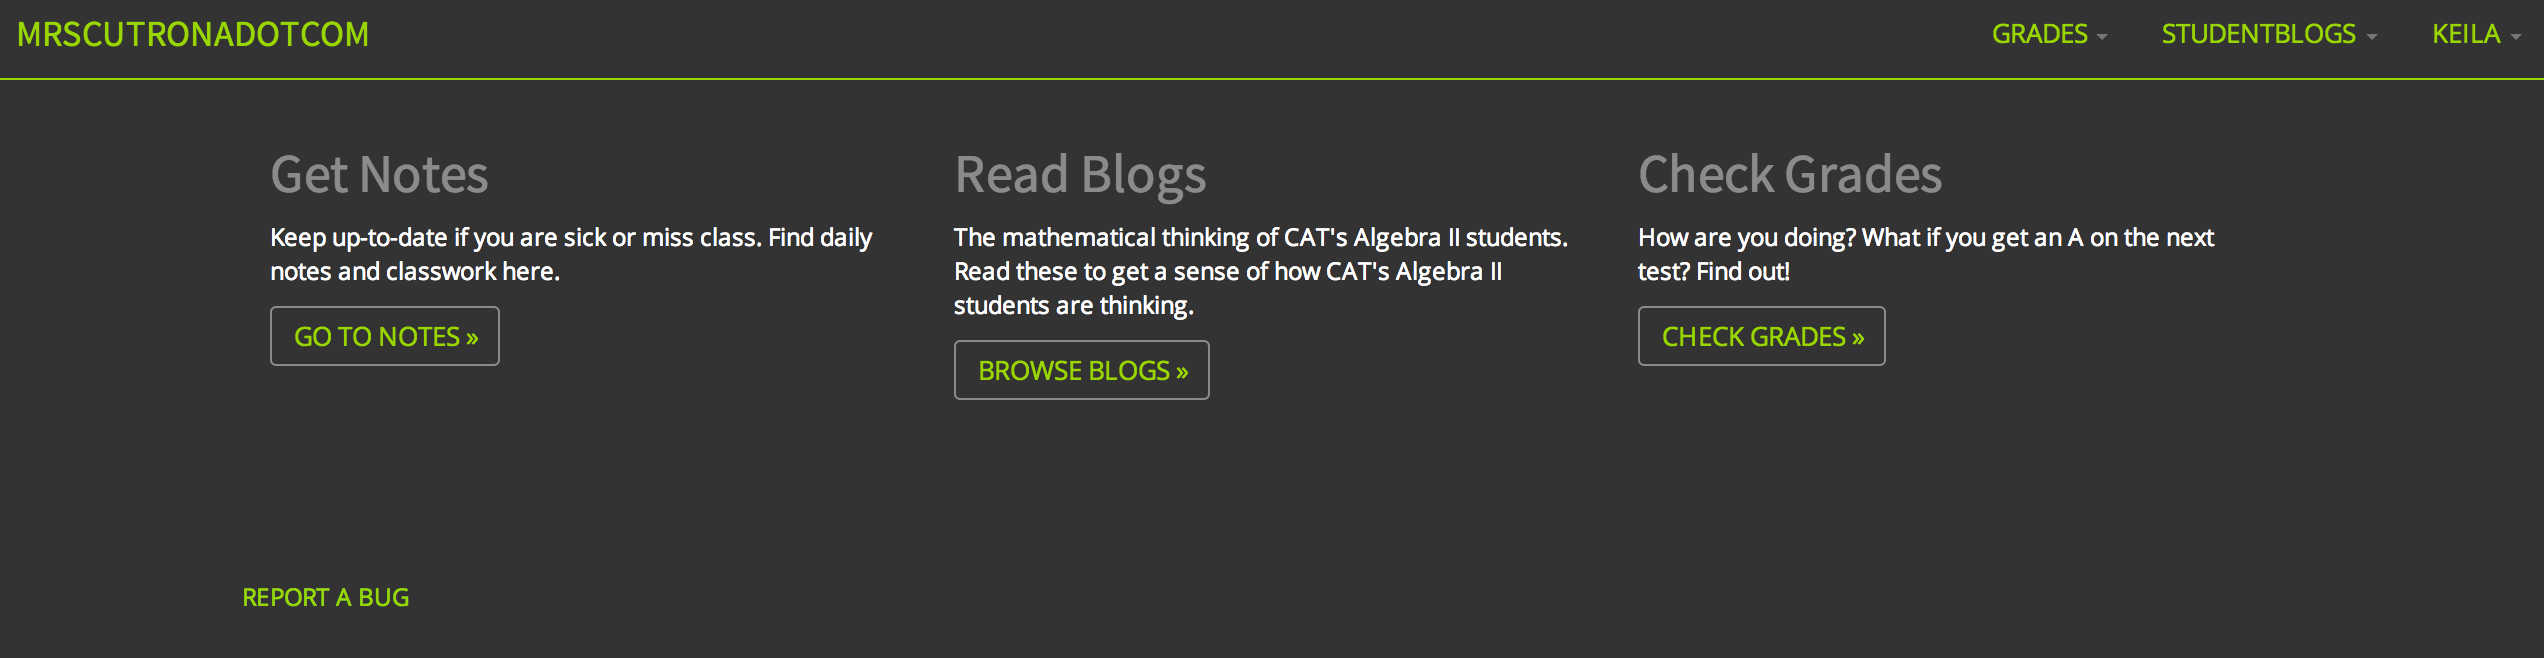 MRSCUTRONADOTCOM
GRADES
STUDENTBLOGS
KEILA
Get Notes
Keep up-to-date if you are sick or miss class. Find daily
notes and classwork here.
GO TO NOTES »
Read Blogs
The mathematical thinking of CAT's Algebra II students.
Read these to get a sense of how CAT's Algebra II
students are thinking.
BROWSE BLOGS »
Check Grades
How are you doing? What if you get an A on the next
test? Find out!
CHECK GRADES »
REPORT A BUG